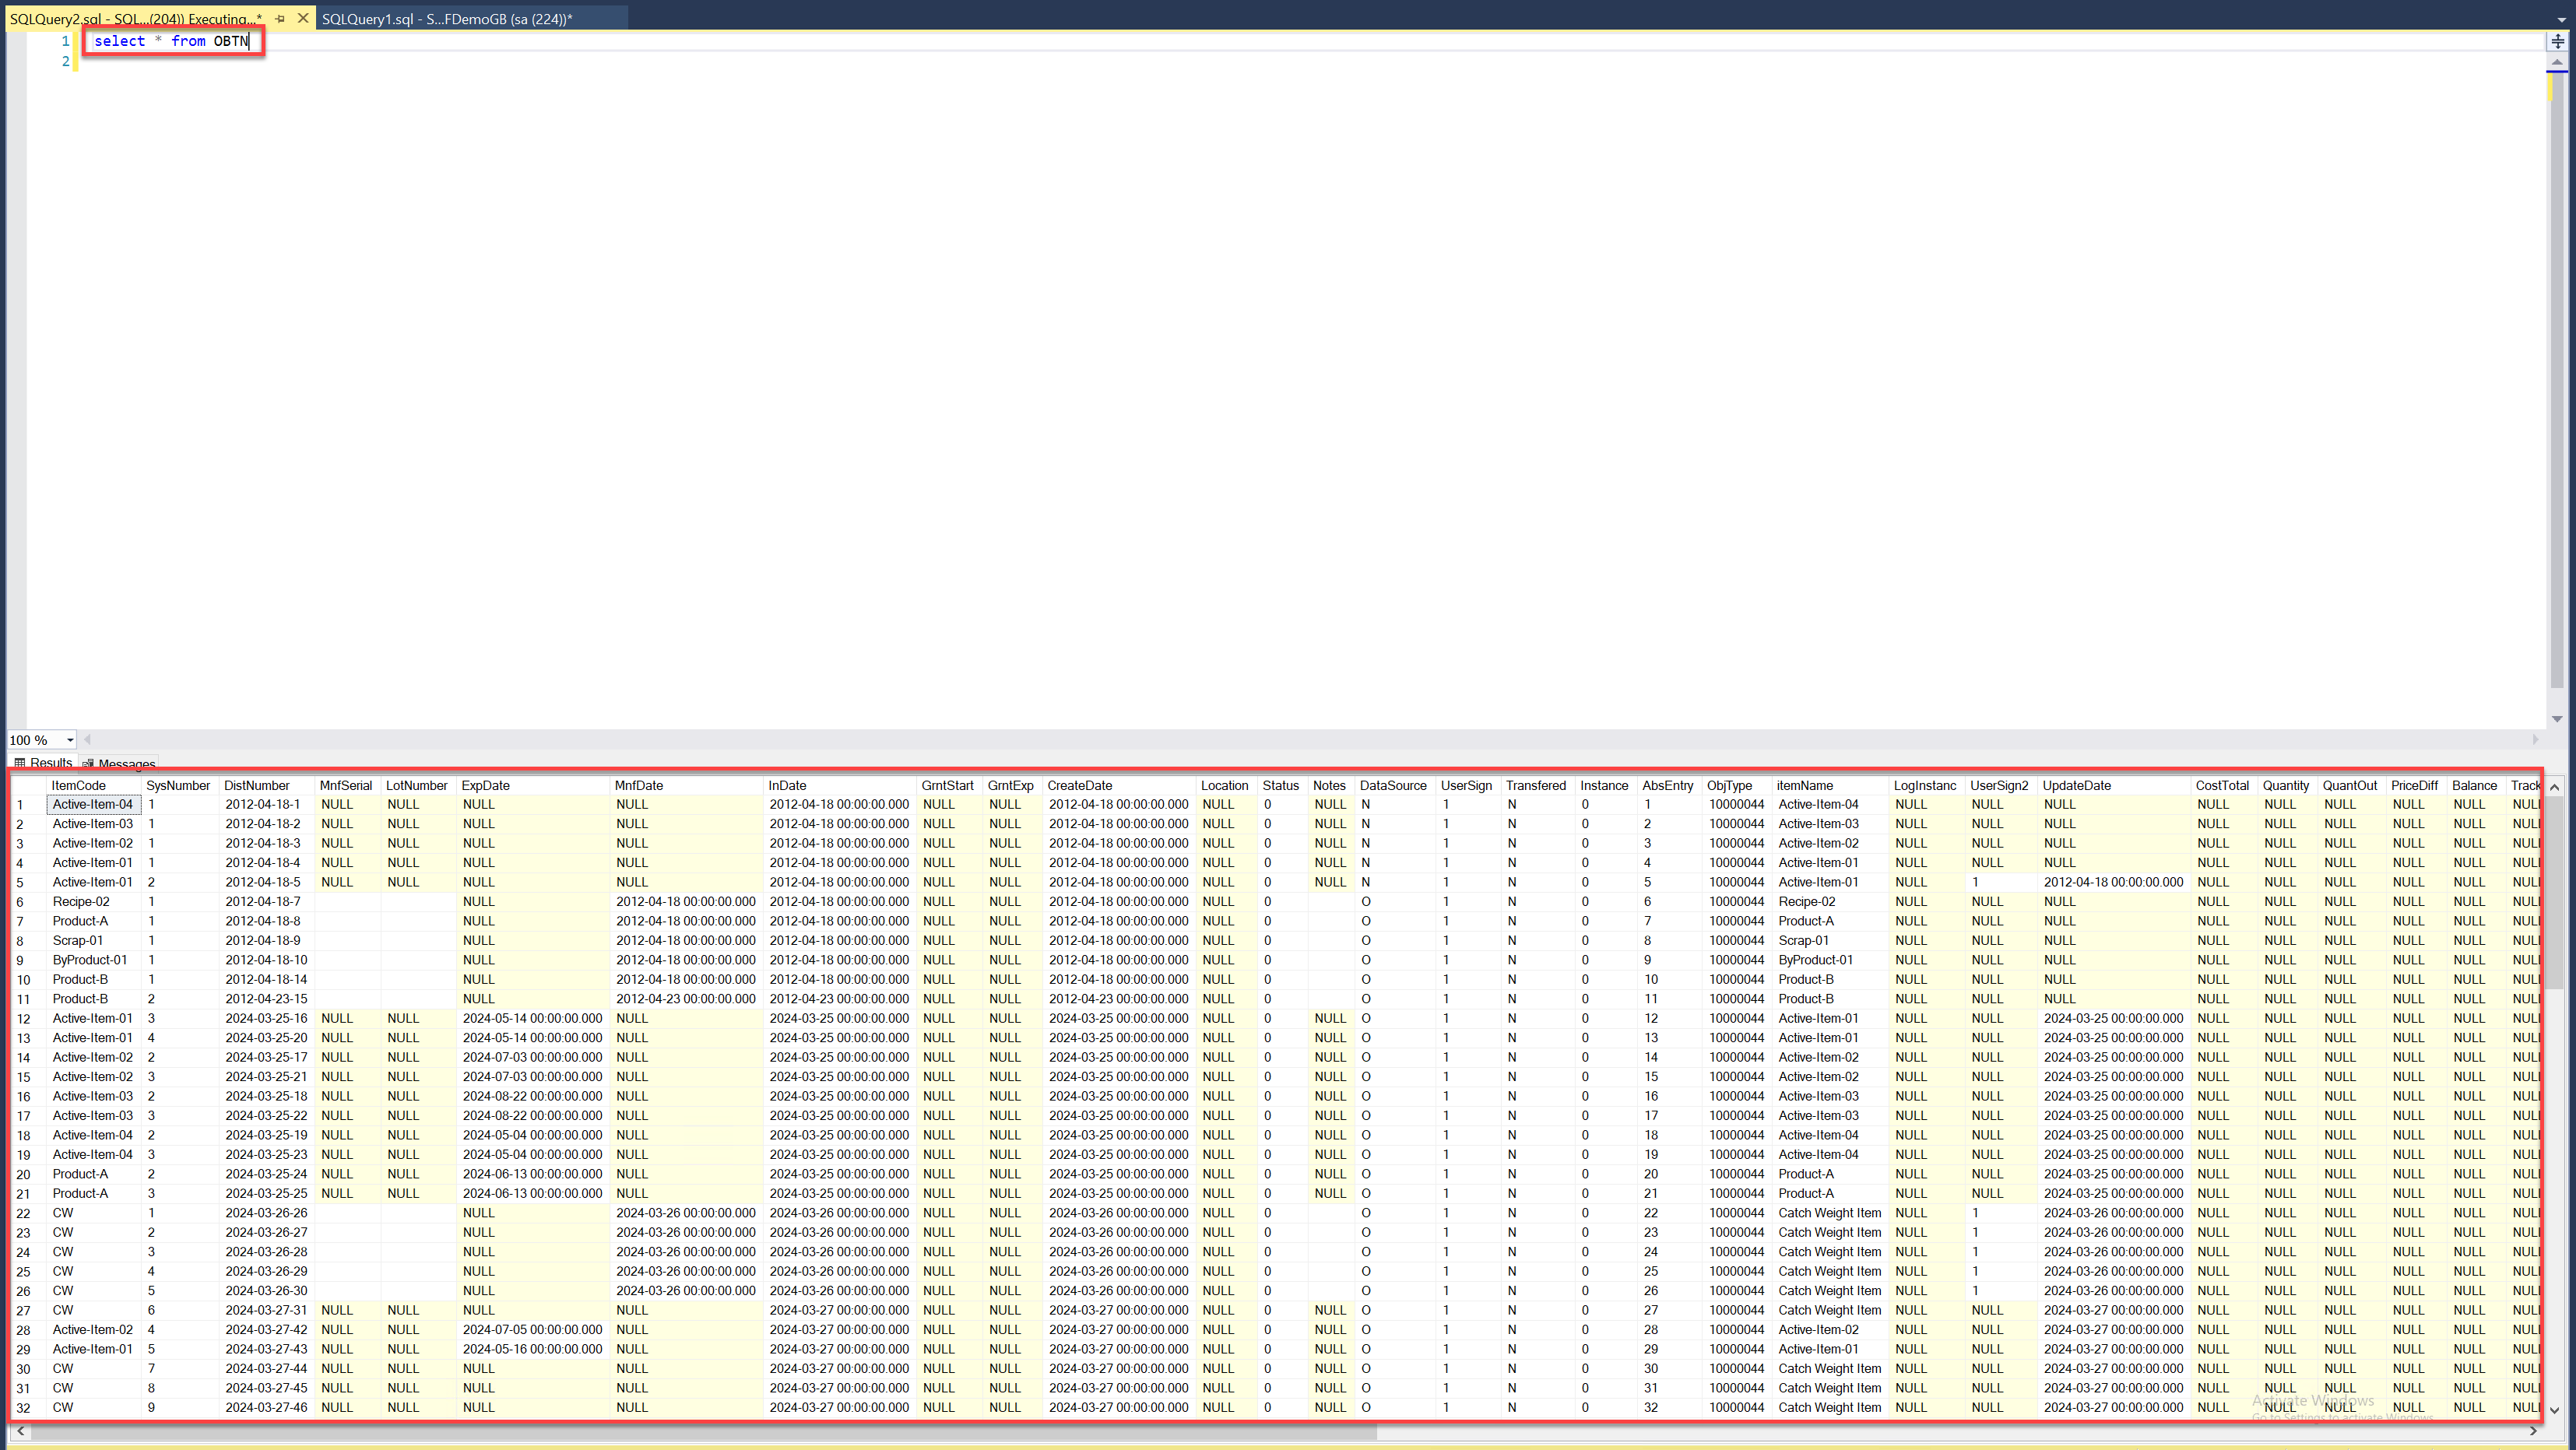 SQLQuery2.sql - SQL...(204)) Executing...* SQLQuery1.sql - S...FDemoGB (sa (224))*
1 select * from OBTN
2
100 %
Results Messages
ItemCode SysNumber DistNumber MnfSerial LotNumber ExpDate MnfDate InDate GrntStart GrntExp CreateDate Location Status Notes DataSource UserSign Transfered Instance AbsEntry ObjType itemName LogInstanc UserSign2 UpdateDate CostTotal Quantity QuantOut PriceDiff Balance Track
1 Active-Item-04 1 2012-04-18-1 NULL NULL NULL NULL 2012-04-18 00:00:00.000 NULL NULL 2012-04-18 00:00:00.000 NULL 0 NULL N 1 N 0 1 10000044 Active-Item-04 NULL NULL NULL NULL NULL NULL NULL NULL NULL
2 Active-Item-03 1 2012-04-18-2 NULL NULL NULL NULL 2012-04-18 00:00:00.000 NULL NULL 2012-04-18 00:00:00.000 NULL 0 NULL N 1 N 0 2 10000044 Active-Item-03 NULL NULL NULL NULL NULL NULL NULL NULL NULL
3 Active-Item-02 1 2012-04-18-3 NULL NULL NULL NULL 2012-04-18 00:00:00.000 NULL NULL 2012-04-18 00:00:00.000 NULL 0 NULL N 1 N 0 3 10000044 Active-Item-02 NULL NULL NULL NULL NULL NULL NULL NULL NULL
4 Active-Item-01 1 2012-04-18-4 NULL NULL NULL NULL 2012-04-18 00:00:00.000 NULL NULL 2012-04-18 00:00:00.000 NULL 0 NULL N 1 N 0 4 10000044 Active-Item-01 NULL NULL NULL NULL NULL NULL NULL NULL NULL
5 Active-Item-01 2 2012-04-18-5 NULL NULL NULL NULL 2012-04-18 00:00:00.000 NULL NULL 2012-04-18 00:00:00.000 NULL 0 NULL N 1 N 0 5 10000044 Active-Item-01 NULL 1 2012-04-18 00:00:00.000 NULL NULL NULL NULL NULL NULL
6 Recipe-02 1 2012-04-18-7 NULL 2012-04-18 00:00:00.000 2012-04-18 00:00:00.000 NULL NULL 2012-04-18 00:00:00.000 NULL 0 O 1 N 0 6 10000044 Recipe-02 NULL NULL NULL NULL NULL NULL NULL NULL NULL
7 Product-A 1 2012-04-18-8 NULL 2012-04-18 00:00:00.000 2012-04-18 00:00:00.000 NULL NULL 2012-04-18 00:00:00.000 NULL 0 O 1 N 0 7 10000044 Product-A NULL NULL NULL NULL NULL NULL NULL NULL NULL
8 Scrap-01 1 2012-04-18-9 NULL 2012-04-18 00:00:00.000 2012-04-18 00:00:00.000 NULL NULL 2012-04-18 00:00:00.000 NULL 0 O 1 N 0 8 10000044 Scrap-01 NULL NULL NULL NULL NULL NULL NULL NULL NULL
9 ByProduct-01 1 2012-04-18-10 NULL 2012-04-18 00:00:00.000 2012-04-18 00:00:00.000 NULL NULL 2012-04-18 00:00:00.000 NULL 0 O 1 N 0 9 10000044 ByProduct-01 NULL NULL NULL NULL NULL NULL NULL NULL NULL
10 Product-B 1 2012-04-18-14 NULL 2012-04-18 00:00:00.000 2012-04-18 00:00:00.000 NULL NULL 2012-04-18 00:00:00.000 NULL 0 O 1 N 0 10 10000044 Product-B NULL NULL NULL NULL NULL NULL NULL NULL NULL
11 Product-B 2 2012-04-23-15 NULL 2012-04-23 00:00:00.000 2012-04-23 00:00:00.000 NULL NULL 2012-04-23 00:00:00.000 NULL 0 O 1 N 0 11 10000044 Product-B NULL NULL NULL NULL NULL NULL NULL NULL NULL
12 Active-Item-01 3 2024-03-25-16 NULL NULL 2024-05-14 00:00:00.000 NULL 2024-03-25 00:00:00.000 NULL NULL 2024-03-25 00:00:00.000 NULL 0 NULL O 1 N 0 12 10000044 Active-Item-01 NULL NULL 2024-03-25 00:00:00.000 NULL NULL NULL NULL NULL NULL
13 Active-Item-01 4 2024-03-25-20 NULL NULL 2024-05-14 00:00:00.000 NULL 2024-03-25 00:00:00.000 NULL NULL 2024-03-25 00:00:00.000 NULL 0 NULL O 1 N 0 13 10000044 Active-Item-01 NULL NULL 2024-03-25 00:00:00.000 NULL NULL NULL NULL NULL NULL
14 Active-Item-02 2 2024-03-25-17 NULL NULL 2024-07-03 00:00:00.000 NULL 2024-03-25 00:00:00.000 NULL NULL 2024-03-25 00:00:00.000 NULL 0 NULL O 1 N 0 14 10000044 Active-Item-02 NULL NULL 2024-03-25 00:00:00.000 NULL NULL NULL NULL NULL NULL
15 Active-Item-02 3 2024-03-25-21 NULL NULL 2024-07-03 00:00:00.000 NULL 2024-03-25 00:00:00.000 NULL NULL 2024-03-25 00:00:00.000 NULL 0 NULL O 1 N 0 15 10000044 Active-Item-02 NULL NULL 2024-03-25 00:00:00.000 NULL NULL NULL NULL NULL NULL
16 Active-Item-03 2 2024-03-25-18 NULL NULL 2024-08-22 00:00:00.000 NULL 2024-03-25 00:00:00.000 NULL NULL 2024-03-25 00:00:00.000 NULL 0 NULL O 1 N 0 16 10000044 Active-Item-03 NULL NULL 2024-03-25 00:00:00.000 NULL NULL NULL NULL NULL NULL
17 Active-Item-03 3 2024-03-25-22 NULL NULL 2024-08-22 00:00:00.000 NULL 2024-03-25 00:00:00.000 NULL NULL 2024-03-25 00:00:00.000 NULL 0 NULL O 1 N 0 17 10000044 Active-Item-03 NULL NULL 2024-03-25 00:00:00.000 NULL NULL NULL NULL NULL NULL
18 Active-Item-04 2 2024-03-25-19 NULL NULL 2024-05-04 00:00:00.000 NULL 2024-03-25 00:00:00.000 NULL NULL 2024-03-25 00:00:00.000 NULL 0 NULL O 1 N 0 18 10000044 Active-Item-04 NULL NULL 2024-03-25 00:00:00.000 NULL NULL NULL NULL NULL NULL
19 Active-Item-04 3 2024-03-25-23 NULL NULL 2024-05-04 00:00:00.000 NULL 2024-03-25 00:00:00.000 NULL NULL 2024-03-25 00:00:00.000 NULL 0 NULL O 1 N 0 19 10000044 Active-Item-04 NULL NULL 2024-03-25 00:00:00.000 NULL NULL NULL NULL NULL NULL
20 Product-A 2 2024-03-25-24 NULL NULL 2024-06-13 00:00:00.000 NULL 2024-03-25 00:00:00.000 NULL NULL 2024-03-25 00:00:00.000 NULL 0 NULL O 1 N 0 20 10000044 Product-A NULL NULL 2024-03-25 00:00:00.000 NULL NULL NULL NULL NULL NULL
21 Product-A 3 2024-03-25-25 NULL NULL 2024-06-13 00:00:00.000 NULL 2024-03-25 00:00:00.000 NULL NULL 2024-03-25 00:00:00.000 NULL 0 NULL O 1 N 0 21 10000044 Product-A NULL NULL 2024-03-25 00:00:00.000 NULL NULL NULL NULL NULL NULL
22 CW 1 2024-03-26-26 NULL 2024-03-26 00:00:00.000 2024-03-26 00:00:00.000 NULL NULL 2024-03-26 00:00:00.000 NULL 0 O 1 N 0 22 10000044 Catch Weight Item NULL 1 2024-03-26 00:00:00.000 NULL NULL NULL NULL NULL NULL
23 CW 2 2024-03-26-27 NULL 2024-03-26 00:00:00.000 2024-03-26 00:00:00.000 NULL NULL 2024-03-26 00:00:00.000 NULL 0 O 1 N 0 23 10000044 Catch Weight Item NULL 1 2024-03-26 00:00:00.000 NULL NULL NULL NULL NULL NULL
24 CW 3 2024-03-26-28 NULL 2024-03-26 00:00:00.000 2024-03-26 00:00:00.000 NULL NULL 2024-03-26 00:00:00.000 NULL 0 O 1 N 0 24 10000044 Catch Weight Item NULL 1 2024-03-26 00:00:00.000 NULL NULL NULL NULL NULL NULL
25 CW 4 2024-03-26-29 NULL 2024-03-26 00:00:00.000 2024-03-26 00:00:00.000 NULL NULL 2024-03-26 00:00:00.000 NULL 0 O 1 N 0 25 10000044 Catch Weight Item NULL 1 2024-03-26 00:00:00.000 NULL NULL NULL NULL NULL NULL
26 CW 5 2024-03-26-30 NULL 2024-03-26 00:00:00.000 2024-03-26 00:00:00.000 NULL NULL 2024-03-26 00:00:00.000 NULL 0 O 1 N 0 26 10000044 Catch Weight Item NULL 1 2024-03-26 00:00:00.000 NULL NULL NULL NULL NULL NULL
27 CW 6 2024-03-27-31 NULL NULL NULL NULL 2024-03-27 00:00:00.000 NULL NULL 2024-03-27 00:00:00.000 NULL 0 NULL O 1 N 0 27 10000044 Catch Weight Item NULL NULL 2024-03-27 00:00:00.000 NULL NULL NULL NULL NULL NULL
28 Active-Item-02 4 2024-03-27-42 NULL NULL 2024-07-05 00:00:00.000 NULL 2024-03-27 00:00:00.000 NULL NULL 2024-03-27 00:00:00.000 NULL 0 NULL O 1 N 0 28 10000044 Active-Item-02 NULL NULL 2024-03-27 00:00:00.000 NULL NULL NULL NULL NULL NULL
29 Active-Item-01 5 2024-03-27-43 NULL NULL 2024-05-16 00:00:00.000 NULL 2024-03-27 00:00:00.000 NULL NULL 2024-03-27 00:00:00.000 NULL 0 NULL O 1 N 0 29 10000044 Active-Item-01 NULL NULL 2024-03-27 00:00:00.000 NULL NULL NULL NULL NULL NULL
30 CW 7 2024-03-27-44 NULL NULL NULL NULL 2024-03-27 00:00:00.000 NULL NULL 2024-03-27 00:00:00.000 NULL 0 NULL O 1 N 0 30 10000044 Catch Weight Item NULL NULL 2024-03-27 00:00:00.000 NULL NULL NULL NULL NULL NULL
31 CW 8 2024-03-27-45 NULL NULL NULL NULL 2024-03-27 00:00:00.000 NULL NULL 2024-03-27 00:00:00.000 NULL 0 NULL O 1 N 0 31 10000044 Catch Weight Item NULL NULL 2024-03-27 00:00:00.000 NULL NULL NULL NULL NULL NULL
Activate Windows
32 CW 9 2024-03-27-46 NULL NULL NULL NULL 2024-03-27 00:00:00.000 NULL NULL 2024-03-27 00:00:00.000 NULL 0 NULL O 1 N 0 32 10000044 Catch Weight Item NULL NULL 2024-03-27 00:00:00.000 NULL NULL NULL NULL NULL NULL
Go to Settings to activate Windows.